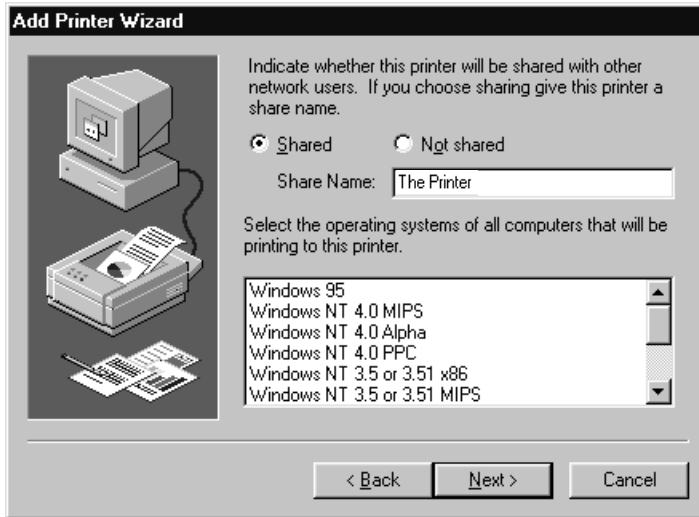 Add Printer Wizard
Indicate whether this printer will be shared with other
network users. If you choose sharing give this printer a
share name.
Shared Not shared
Share Name: The Printer
Select the operating systems of all computers that will be
printing to this printer.
Windows 95
Windows NT 4.0 MIPS
Windows NT 4.0 Alpha
Windows NT 4.0 PPC
Windows NT 3.5 or 3.51 x86
Windows NT 3.5 or 3.51 MIPS
< Back Next > Cancel